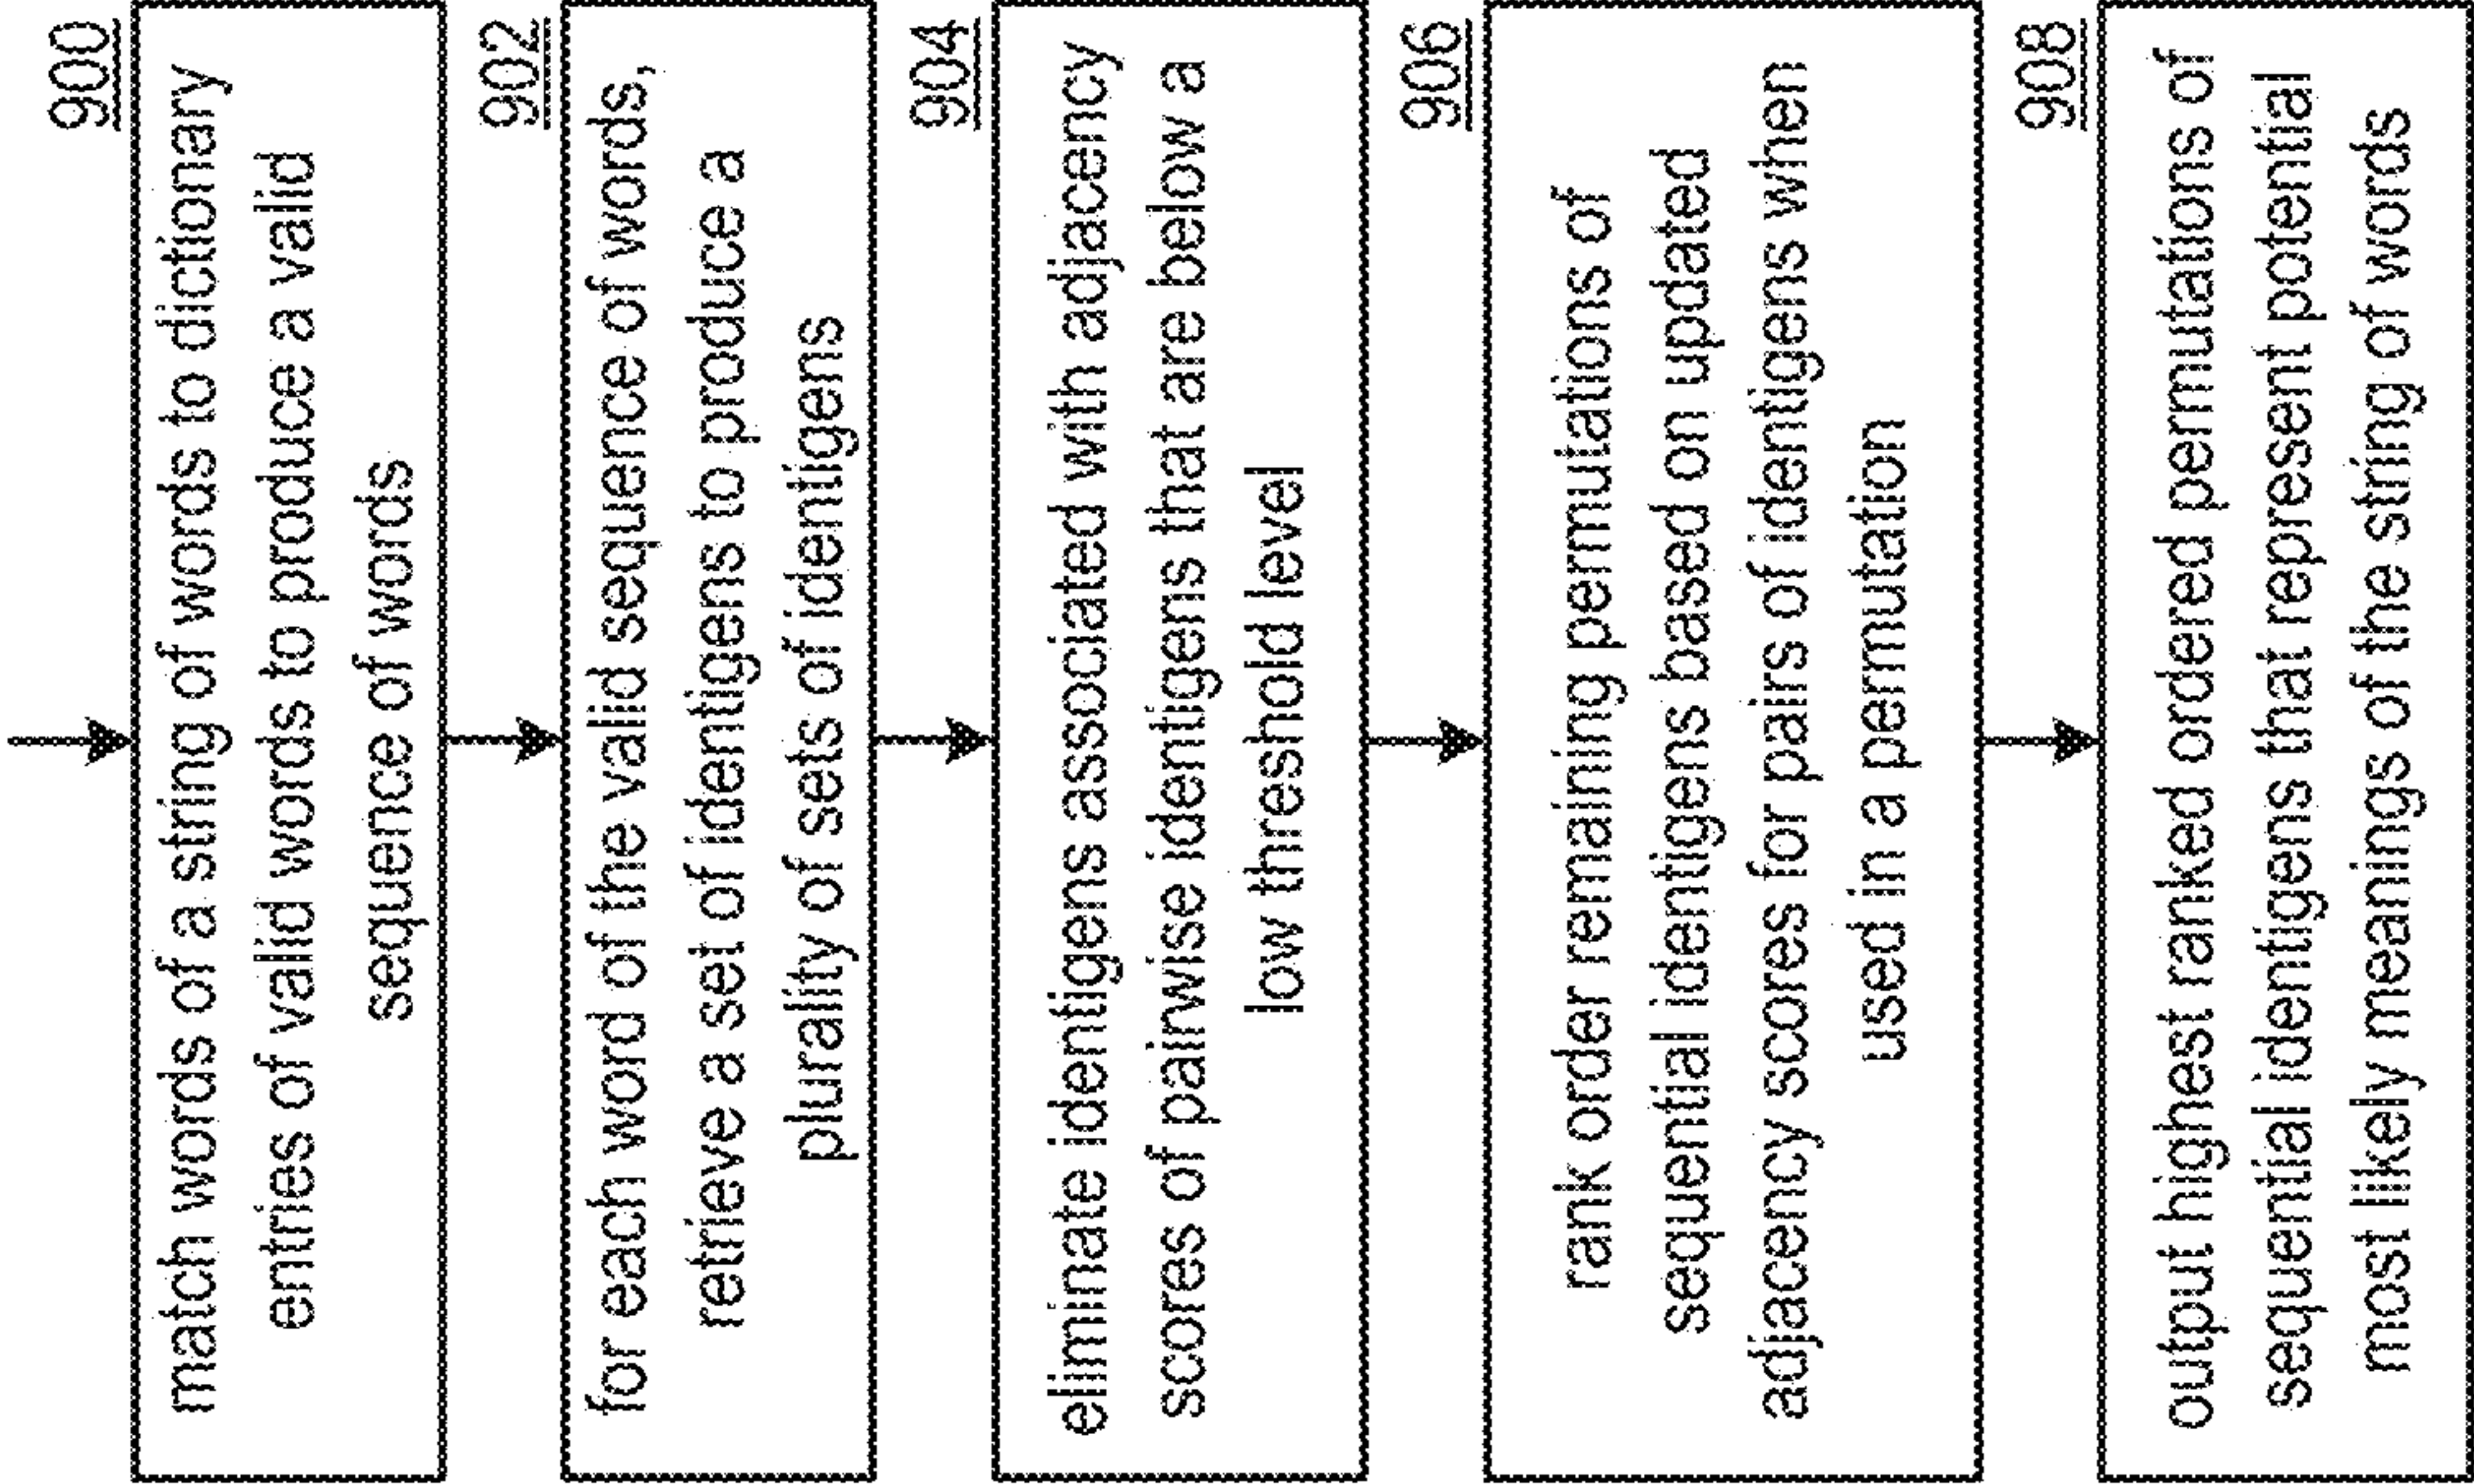 900
match words of a string of words to dictionary
entries of valid words to produce a valid
sequence of words
902
for each word of the valid sequence of words,
retrieve a set of identigens to produce a
plurality of sets of identigens
904
eliminate identigens associated with adjacency
scores of pairwise identigens that are below a
low threshold level
906
rank order remaining permutations of
sequential identigens based on updated
adjacency scores for pairs of identigens when
used in a permutation
908
output highest ranked ordered permutations of
sequential identigens that represent potential
most likely meanings of the string of words